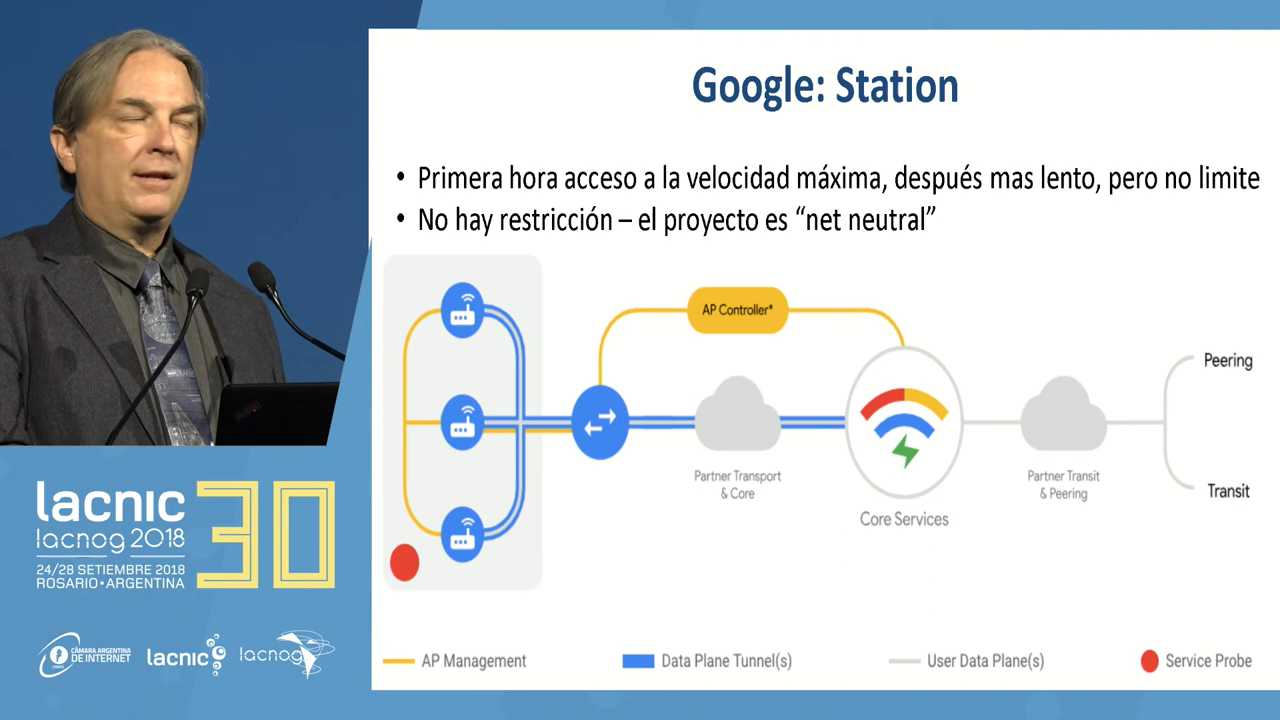 Google: Station
• Primera hora acceso a la velocidad máxima, después mas lento, pero no limite
• No hay restricción – el proyecto es “net neutral”
AP Controller*
Peering
Partner Transport
& Core
Core Services
Partner Transit
& Peering
Transit
AP Management
Data Plane Tunnel(s)
User Data Plane(s)
Service Probe
lacnic 30
lacnog 2018
24/28 SETIEMBRE 2018
ROSARIO•ARGENTINA
CÁMARA ARGENTINA
DE INTERNET
lacnic
lacnog